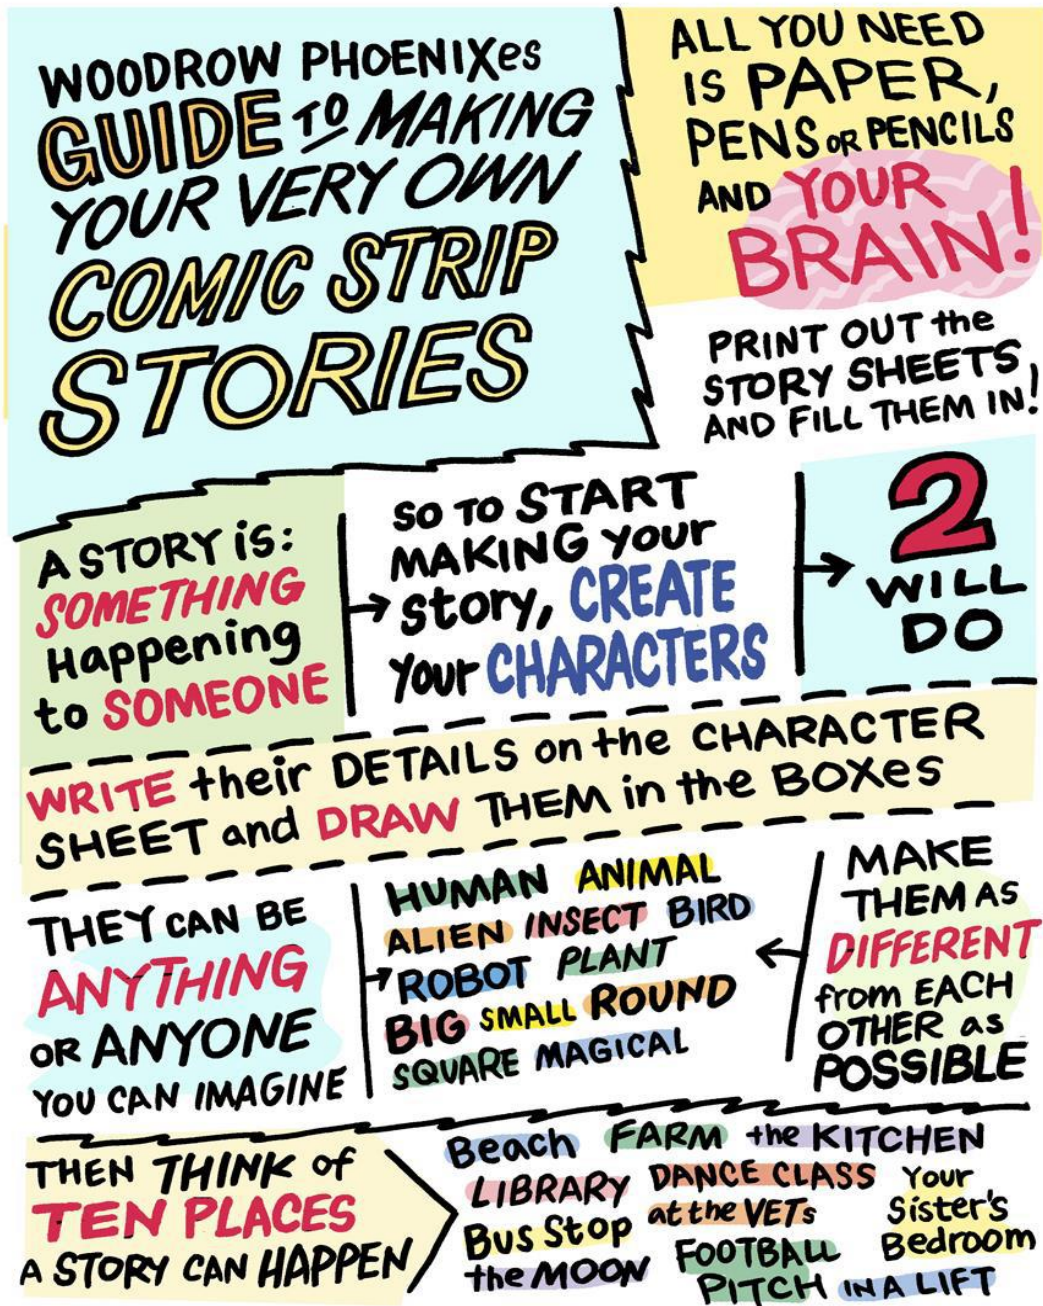 WOODROW PHOENIXes
GUIDE TO MAKING
YOUR VERY OWN
COMIC STRIP
STORIES
ALL YOU NEED
IS PAPER,
PENS OR PENCILS
AND YOUR
BRAIN!
PRINT OUT the
STORY SHEETS
AND FILL THEM IN!
A STORY iS:
SOMETHING
Happening
to SOMEONE
SO TO START
MAKING your
story, CREATE
your CHARACTERS
2
WILL
DO
WRITE their DETAILS on the CHARACTER
SHEET and DRAW THEM in the BOXes
THEY CAN BE
ANYTHING
OR ANYONE
YOU CAN IMAGINE
HUMAN ANIMAL
ALIEN INSECT BIRD
ROBOT PLANT
BIG SMALL ROUND
SQUARE MAGICAL
MAKE
THEM AS
DIFFERENT
from EACH
OTHER as
POSSIBLE
THEN THINK of
TEN PLACES
A STORY CAN HAPPEN
Beach FARM the KITCHEN
LIBRARY DANCE CLASS
Bus Stop at the VETs
the MOON FOOTBALL
PITCH IN A LIFT
Your
Sister's
Bedroom